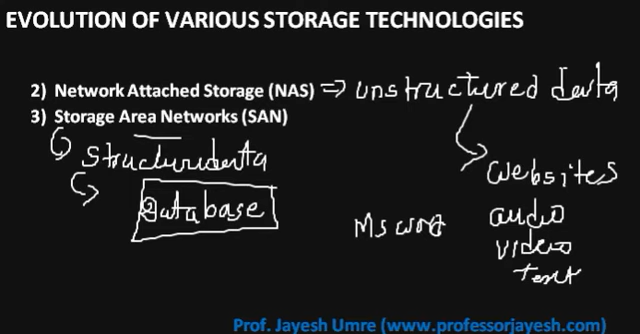 EVOLUTION OF VARIOUS STORAGE TECHNOLOGIES
2) Network Attached Storage (NAS) ⇒ unstructured data
3) Storage Area Networks (SAN)
structuridata
websites
Database
audio
Ms word
video
text
Prof. Jayesh Umre (www.professorjayesh.com)